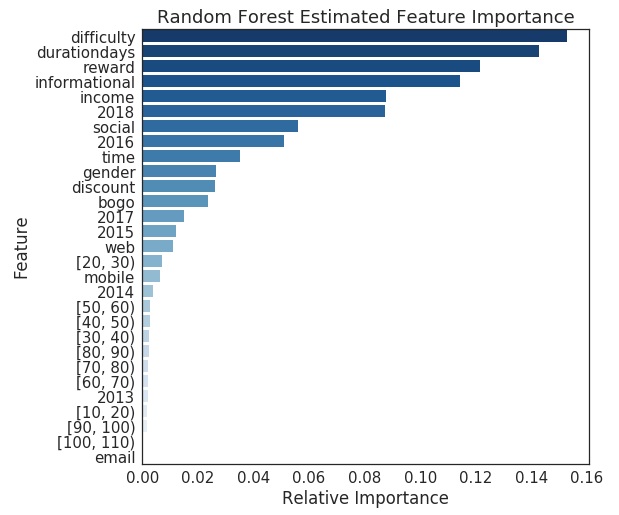 Random Forest Estimated Feature Importance
difficulty
durationdays
reward
informational
income
2018
social
2016
time
gender
discount
bogo
2017
2015
web
[20, 30)
mobile
2014
[50, 60)
[40, 50)
[30, 40)
[80, 90)
[70, 80)
[60, 70)
2013
[10, 20)
[90, 100)
[100, 110)
email
Feature
0.00 0.02 0.04 0.06 0.08 0.10 0.12 0.14 0.16
Relative Importance